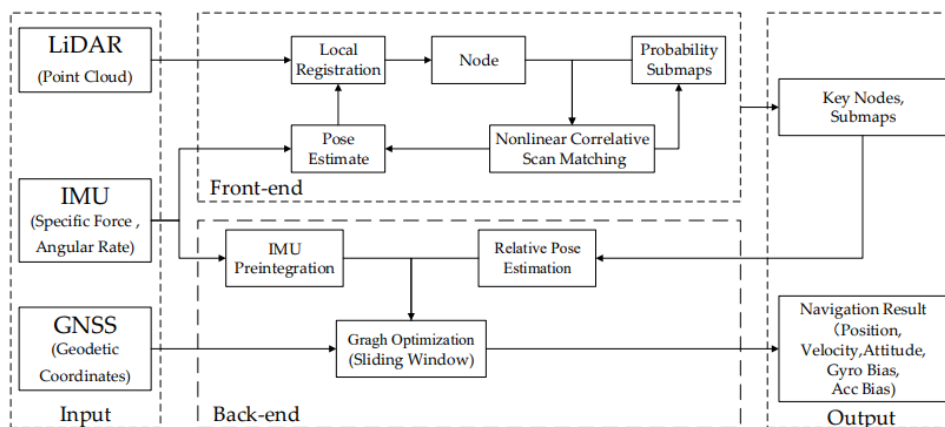 LiDAR
(Point Cloud)
IMU
(Specific Force ,
Angular Rate)
GNSS
(Geodetic
Coordinates)
Input
Local
Registration
Node
Probability
Submaps
Pose
Estimate
Nonlinear Correlative
Scan Matching
Front-end
IMU
Preintegration
Relative Pose
Estimation
Gragh Optimization
(Sliding Window)
Back-end
Key Nodes,
Submaps
Navigation Result
(Position,
Velocity,Attitude,
Gyro Bias,
Acc Bias)
Output